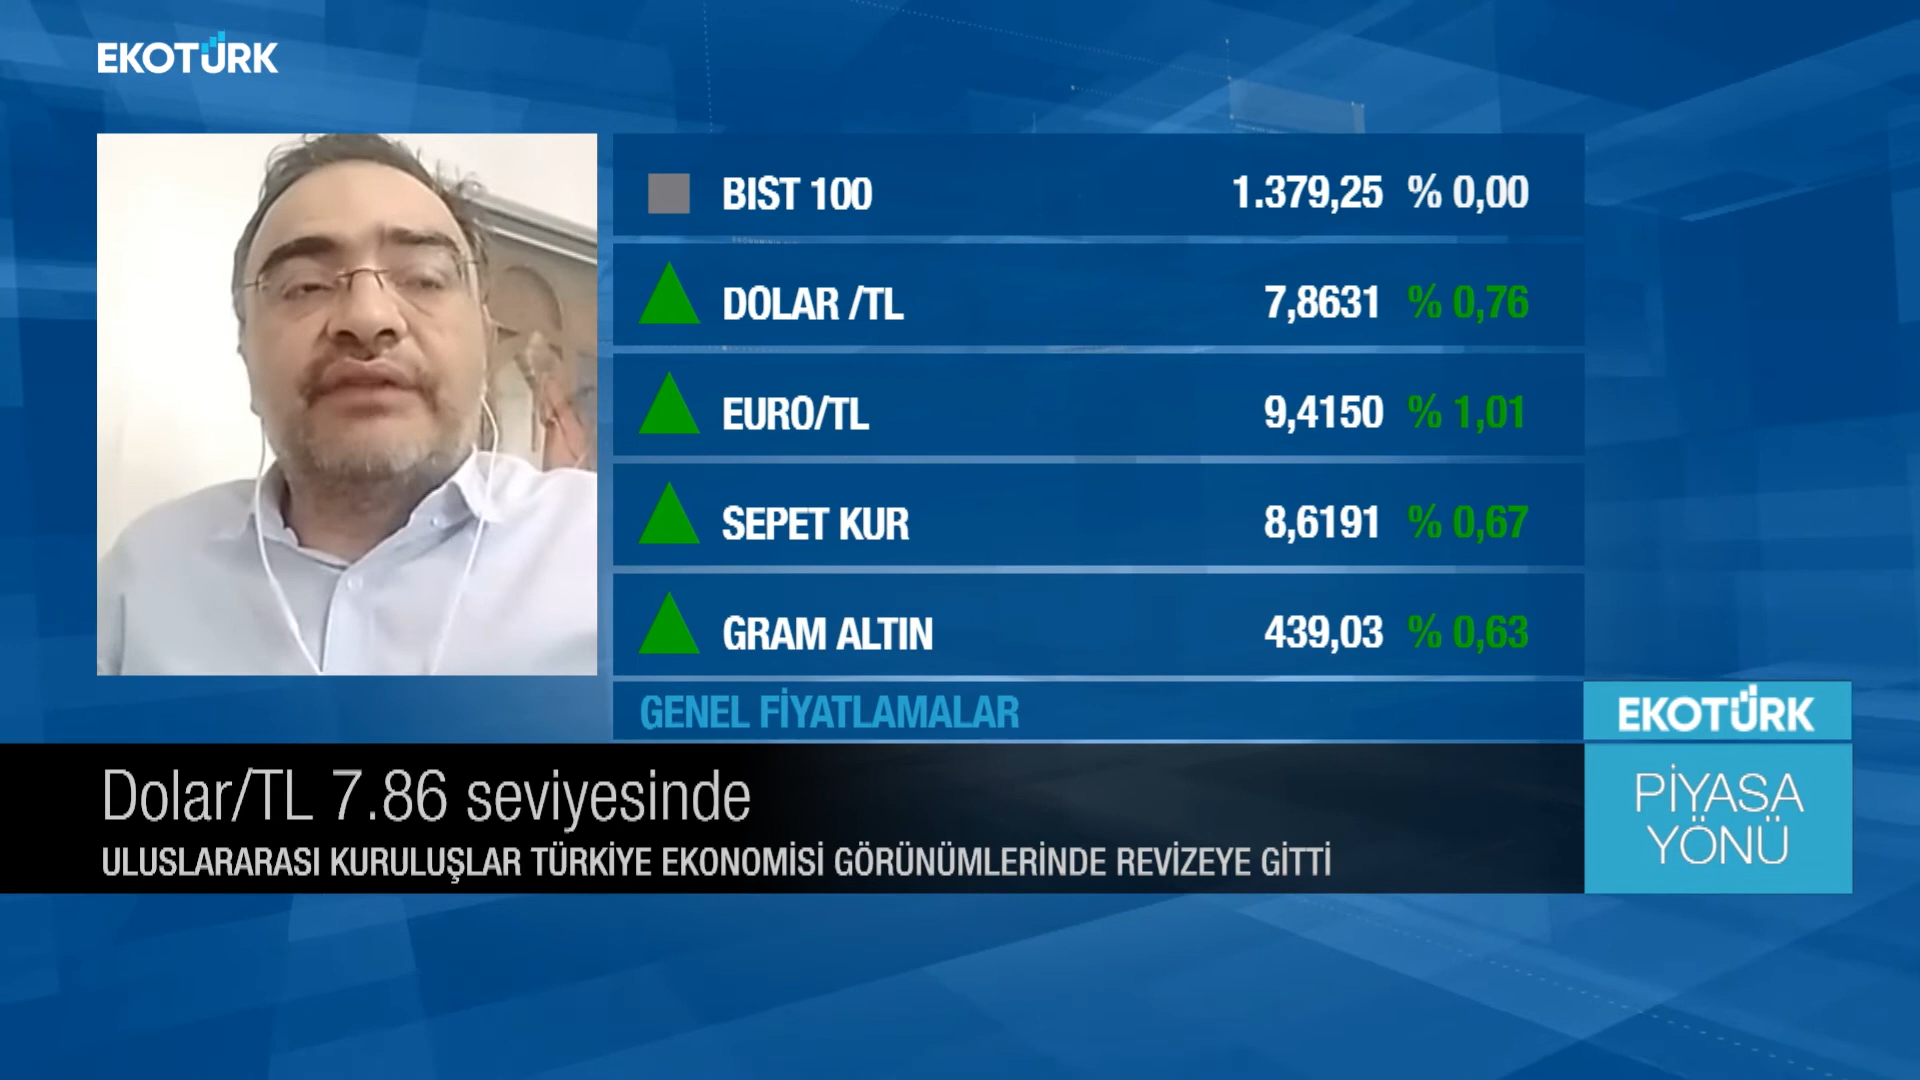 EKOTÜRK
BIST 100 1.379,25 % 0,00
DOLAR /TL 7,8631 % 0,76
EURO/TL 9,4150 % 1,01
SEPET KUR 8,6191 % 0,67
GRAM ALTIN 439,03 % 0,63
GENEL FİYATLAMALAR
EKOTÜRK
Dolar/TL 7.86 seviyesinde
ULUSLARARASI KURULUŞLAR TÜRKİYE EKONOMİSİ GÖRÜNÜMLERİNDE REVİZEYE GİTTİ
PİYASA
YÖNÜ